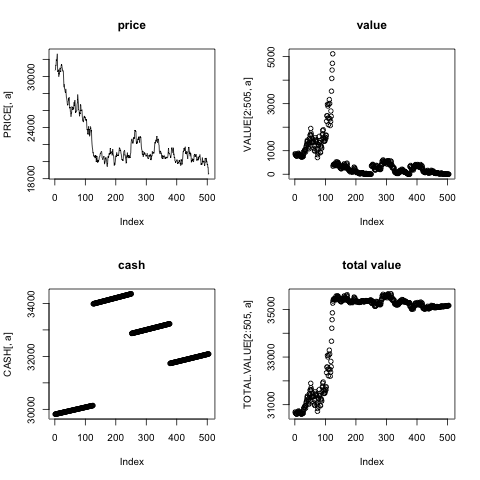 price
PRICE[, a]
18000 24000 30000
0 100 200 300 400 500
Index
value
VALUE[2:505, a]
0 1000 3000 5000
0 100 200 300 400 500
Index
cash
CASH[, a]
30000 32000 34000
0 100 200 300 400 500
Index
total value
TOTAL.VALUE[2:505, a]
31000 33000 35000
0 100 200 300 400 500
Index